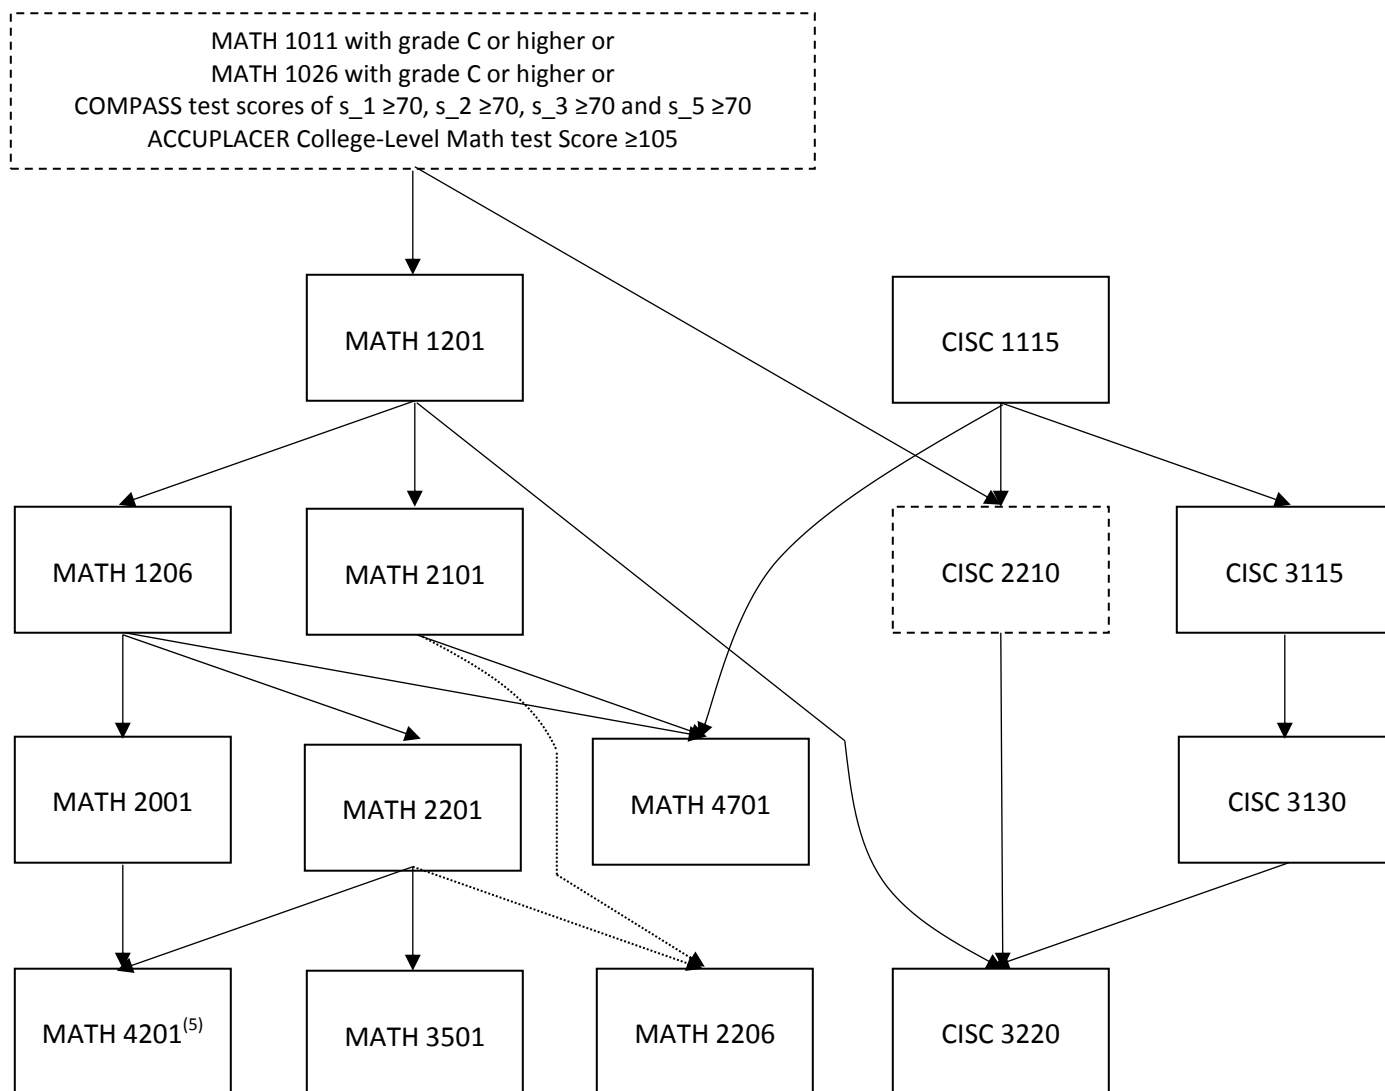 MATH 1011 with grade C or higher or
MATH 1026 with grade C or higher or
COMPASS test scores of s_1 ≥70, s_2 ≥70, s_3 ≥70 and s_5 ≥70
ACCUPLACER College-Level Math test Score ≥105
MATH 1201
CISC 1115
MATH 1206
MATH 2101
CISC 2210
CISC 3115
MATH 2001
MATH 2201
MATH 4701
CISC 3130
MATH 4201(5)
MATH 3501
MATH 2206
CISC 3220